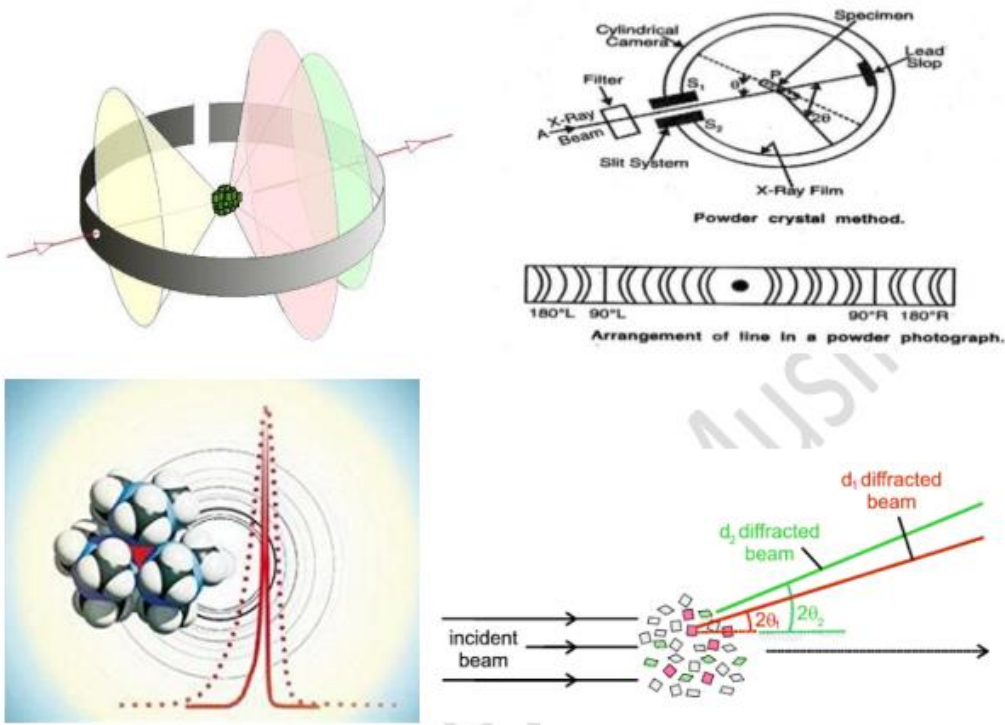 Specimen
Cylindrical
Camera
Lead
Slop
Filter
P
θ
S₁
2θ
X-Ray
A
Beam
S₂
Slit System
X-Ray Film
Powder crystal method.
180°L 90°L 90°R 180°R
Arrangement of line in a powder photograph.
d₁ diffracted
beam
d₂ diffracted
beam
incident
beam
2θ₁
2θ₂